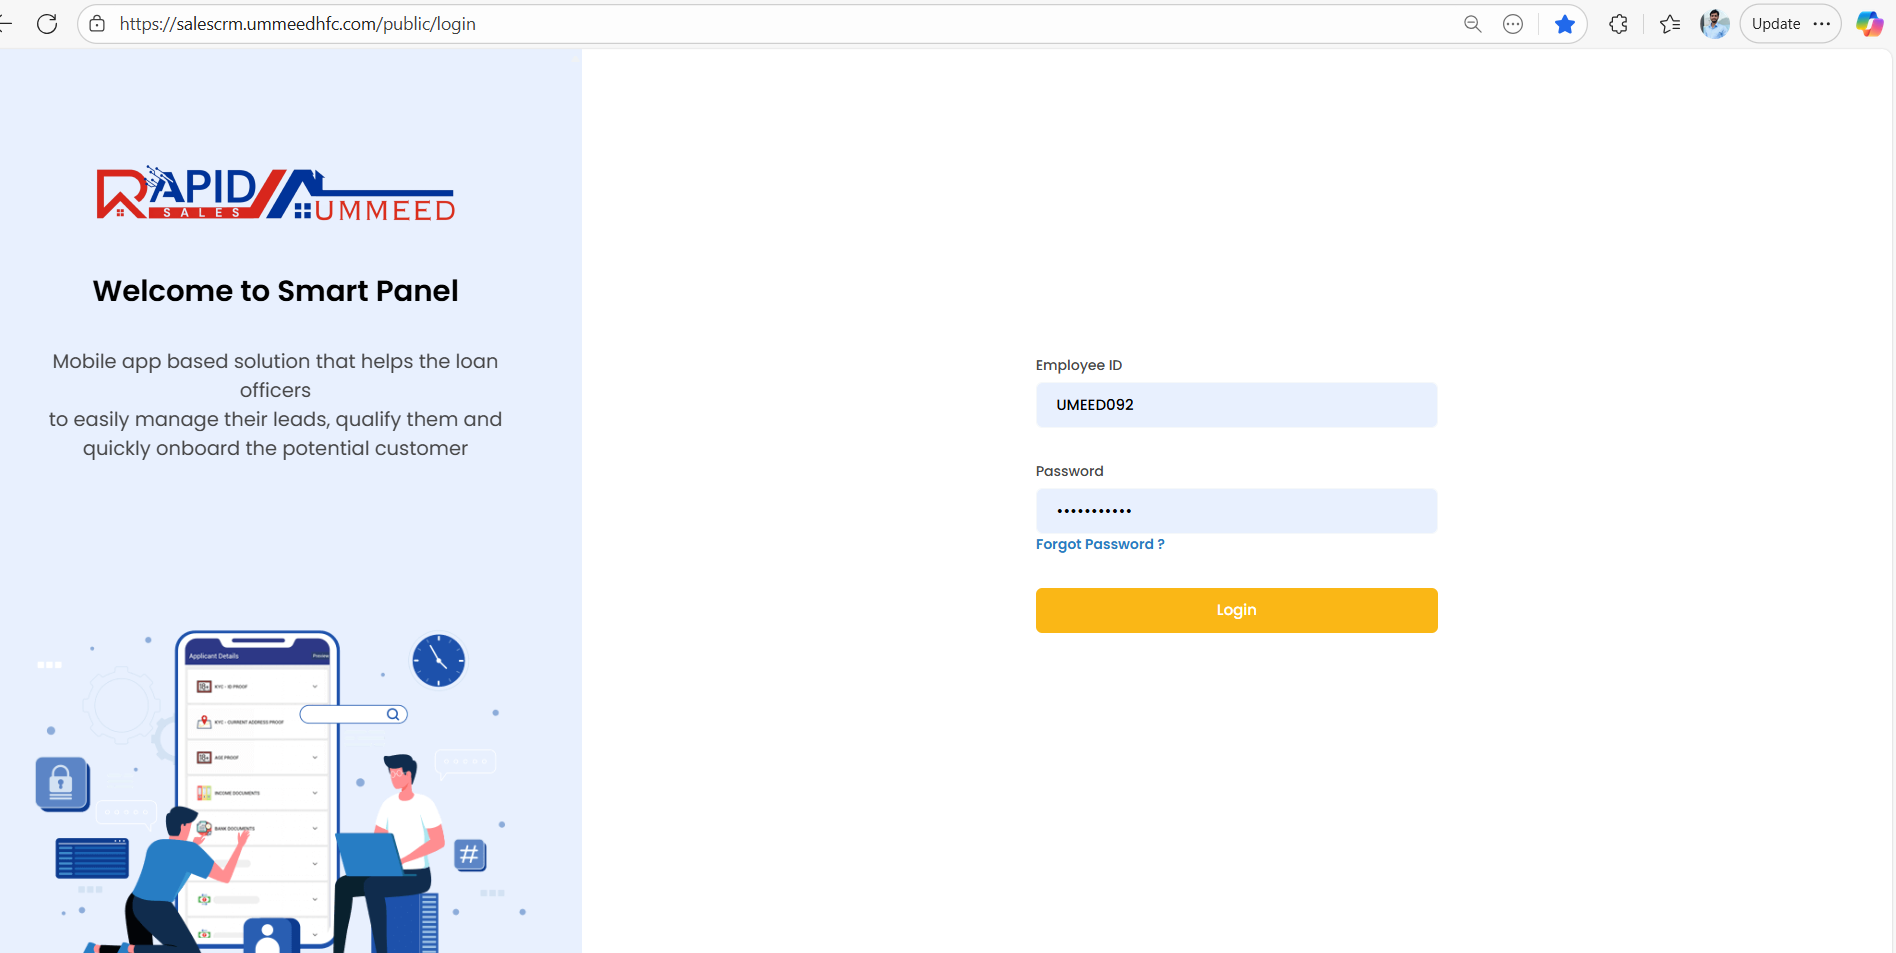 https://salescrm.ummeedhfc.com/public/login
Update
RAPID
SALES
UMMEED
Welcome to Smart Panel
Mobile app based solution that helps the loan
officers
to easily manage their leads, qualify them and
quickly onboard the potential customer
Employee ID
UMEED092
Password
Forgot Password ?
Login
Applicant Details
Preview
KYC - ID PROOF
KYC - CURRENT ADDRESS PROOF
AGE PROOF
INCOME DOCUMENTS
BANK DOCUMENTS
#